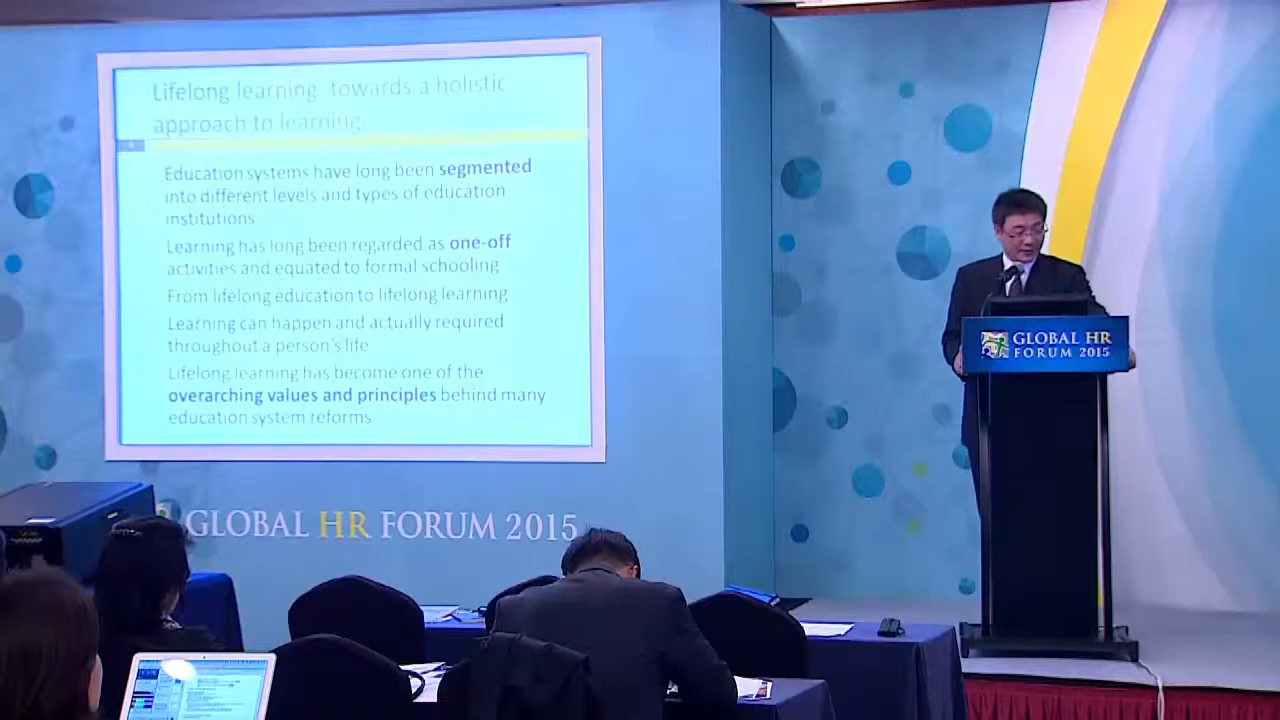 Lifelong learning towards a holistic
approach to learning
Education systems have long been segmented
into different levels and types of education
institutions
Learning has long been regarded as one-off
activities and equated to formal schooling
From lifelong education to lifelong learning
Learning can happen and actually required
throughout a person's life
Lifelong learning has become one of the
overarching values and principles behind many
education system reforms
GLOBAL HR FORUM 2015
GLOBAL HR
FORUM 2015